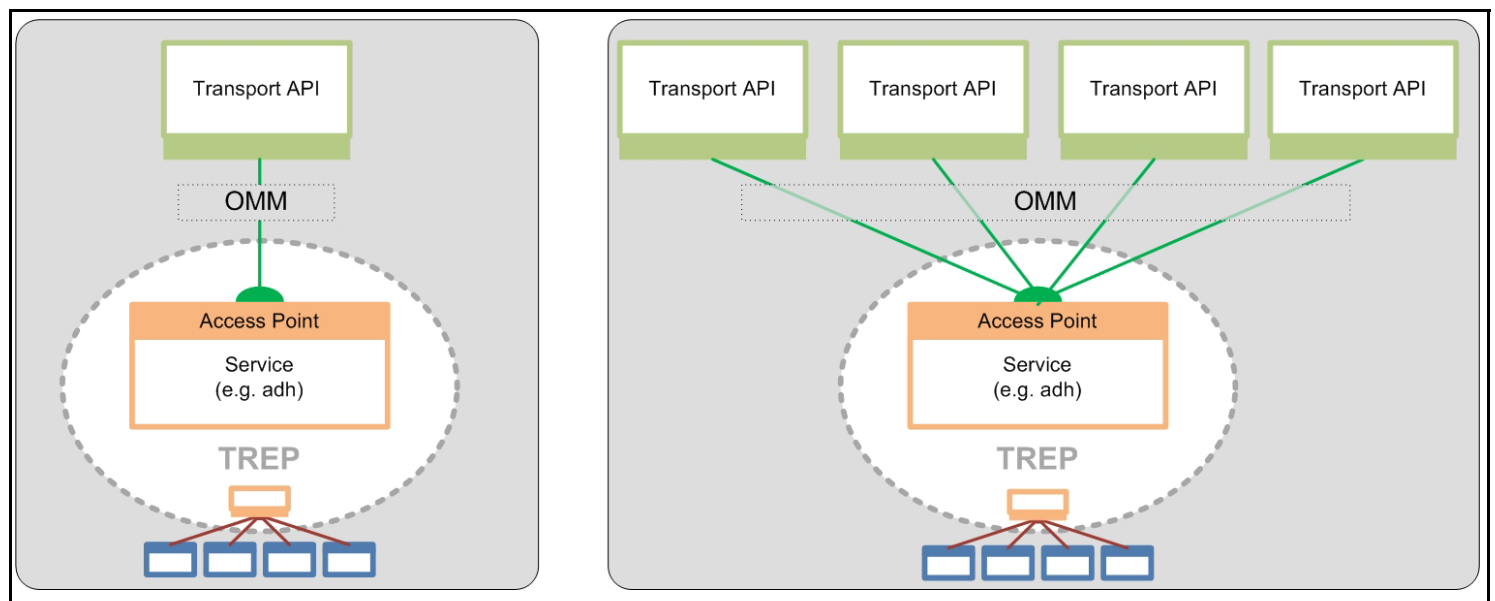 Transport API
OMM
Access Point
Service
(e.g. adh)
TREP
Transport API
Transport API
Transport API
Transport API
OMM
Access Point
Service
(e.g. adh)
TREP